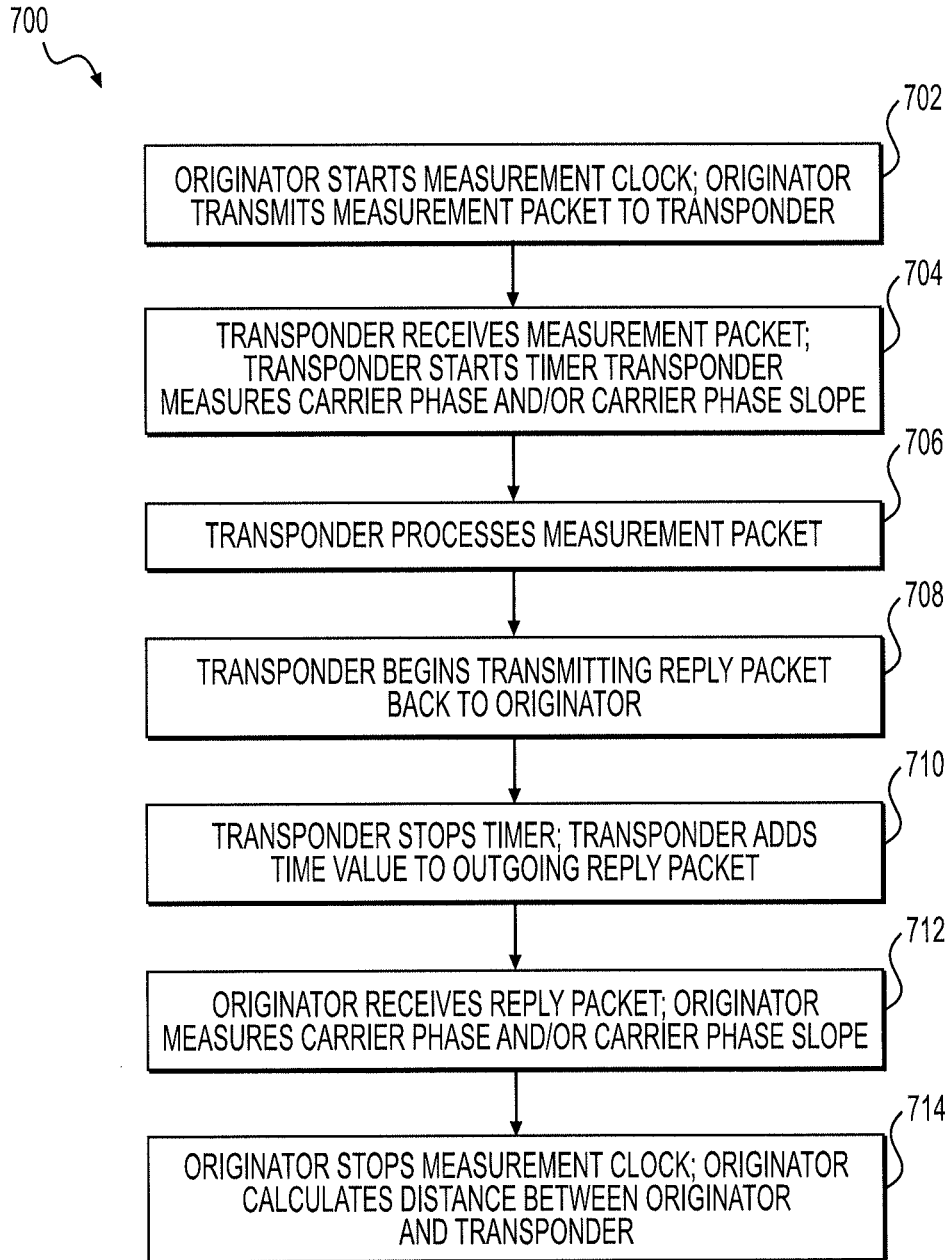 700
702
ORIGINATOR STARTS MEASUREMENT CLOCK; ORIGINATOR
TRANSMITS MEASUREMENT PACKET TO TRANSPONDER
704
TRANSPONDER RECEIVES MEASUREMENT PACKET;
TRANSPONDER STARTS TIMER TRANSPONDER
MEASURES CARRIER PHASE AND/OR CARRIER PHASE SLOPE
706
TRANSPONDER PROCESSES MEASUREMENT PACKET
708
TRANSPONDER BEGINS TRANSMITTING REPLY PACKET
BACK TO ORIGINATOR
710
TRANSPONDER STOPS TIMER; TRANSPONDER ADDS
TIME VALUE TO OUTGOING REPLY PACKET
712
ORIGINATOR RECEIVES REPLY PACKET; ORIGINATOR
MEASURES CARRIER PHASE AND/OR CARRIER PHASE SLOPE
714
ORIGINATOR STOPS MEASUREMENT CLOCK; ORIGINATOR
CALCULATES DISTANCE BETWEEN ORIGINATOR
AND TRANSPONDER